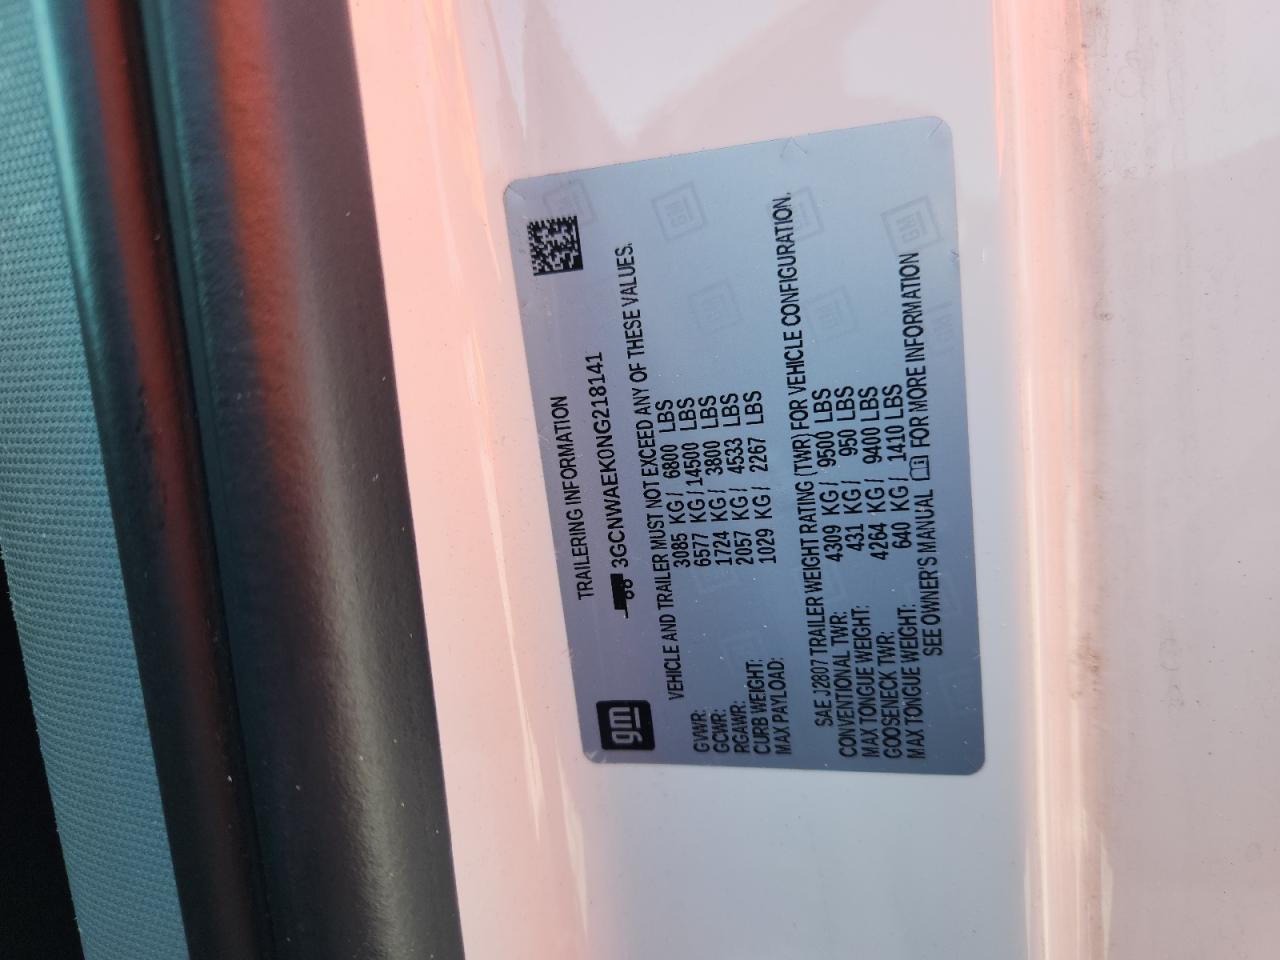 TRAILERING INFORMATION
gm
3GCNWAEK0NG218141
VEHICLE AND TRAILER MUST NOT EXCEED ANY OF THESE VALUES.
GVWR: 3085 KG / 6800 LBS
GCWR: 6577 KG / 14500 LBS
RGAWR: 1724 KG / 3800 LBS
CURB WEIGHT: 2057 KG / 4533 LBS
MAX PAYLOAD: 1029 KG / 2267 LBS
SAE J2807 TRAILER WEIGHT RATING (TWR) FOR VEHICLE CONFIGURATION.
CONVENTIONAL TWR: 4309 KG / 9500 LBS
MAX TONGUE WEIGHT: 431 KG / 950 LBS
GOOSENECK TWR: 4264 KG / 9400 LBS
MAX TONGUE WEIGHT: 640 KG / 1410 LBS
SEE OWNER'S MANUAL FOR MORE INFORMATION